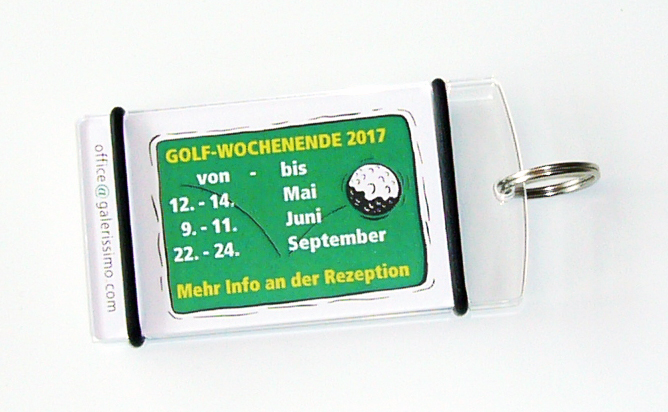 GOLF-WOCHENENDE 2017
von - bis
12. - 14. Mai
9. - 11. Juni
22. - 24. September
Mehr Info an der Rezeption
office@galerissimo.com